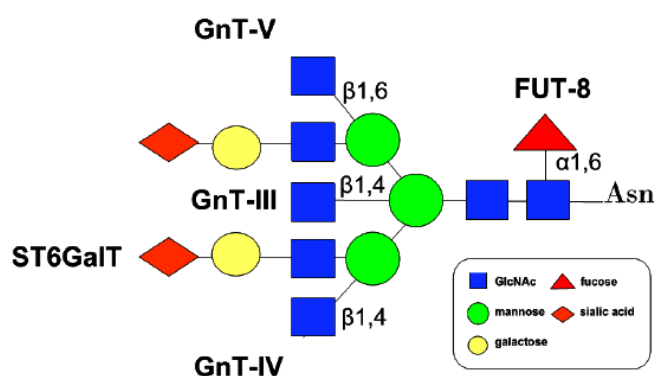 GnT-V
β1,6
FUT-8
α1,6
β1,4
GnT-III
Asn
ST6GalT
β1,4
GnT-IV
GlcNAc
fucose
mannose
sialic acid
galactose